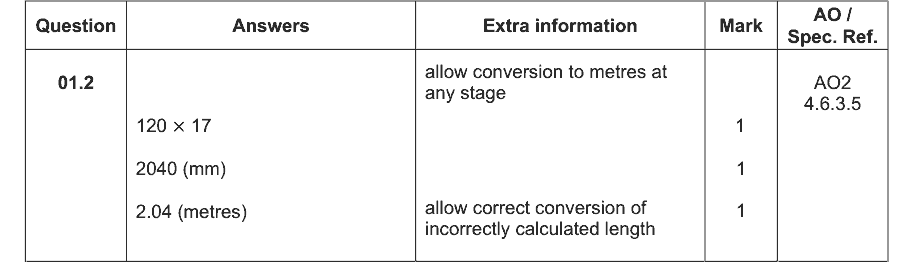 Question Answers Extra information Mark AO /
Spec. Ref.
01.2 allow conversion to metres at
any stage AO2
4.6.3.5
120 × 17 1
2040 (mm) 1
2.04 (metres) allow correct conversion of
incorrectly calculated length 1